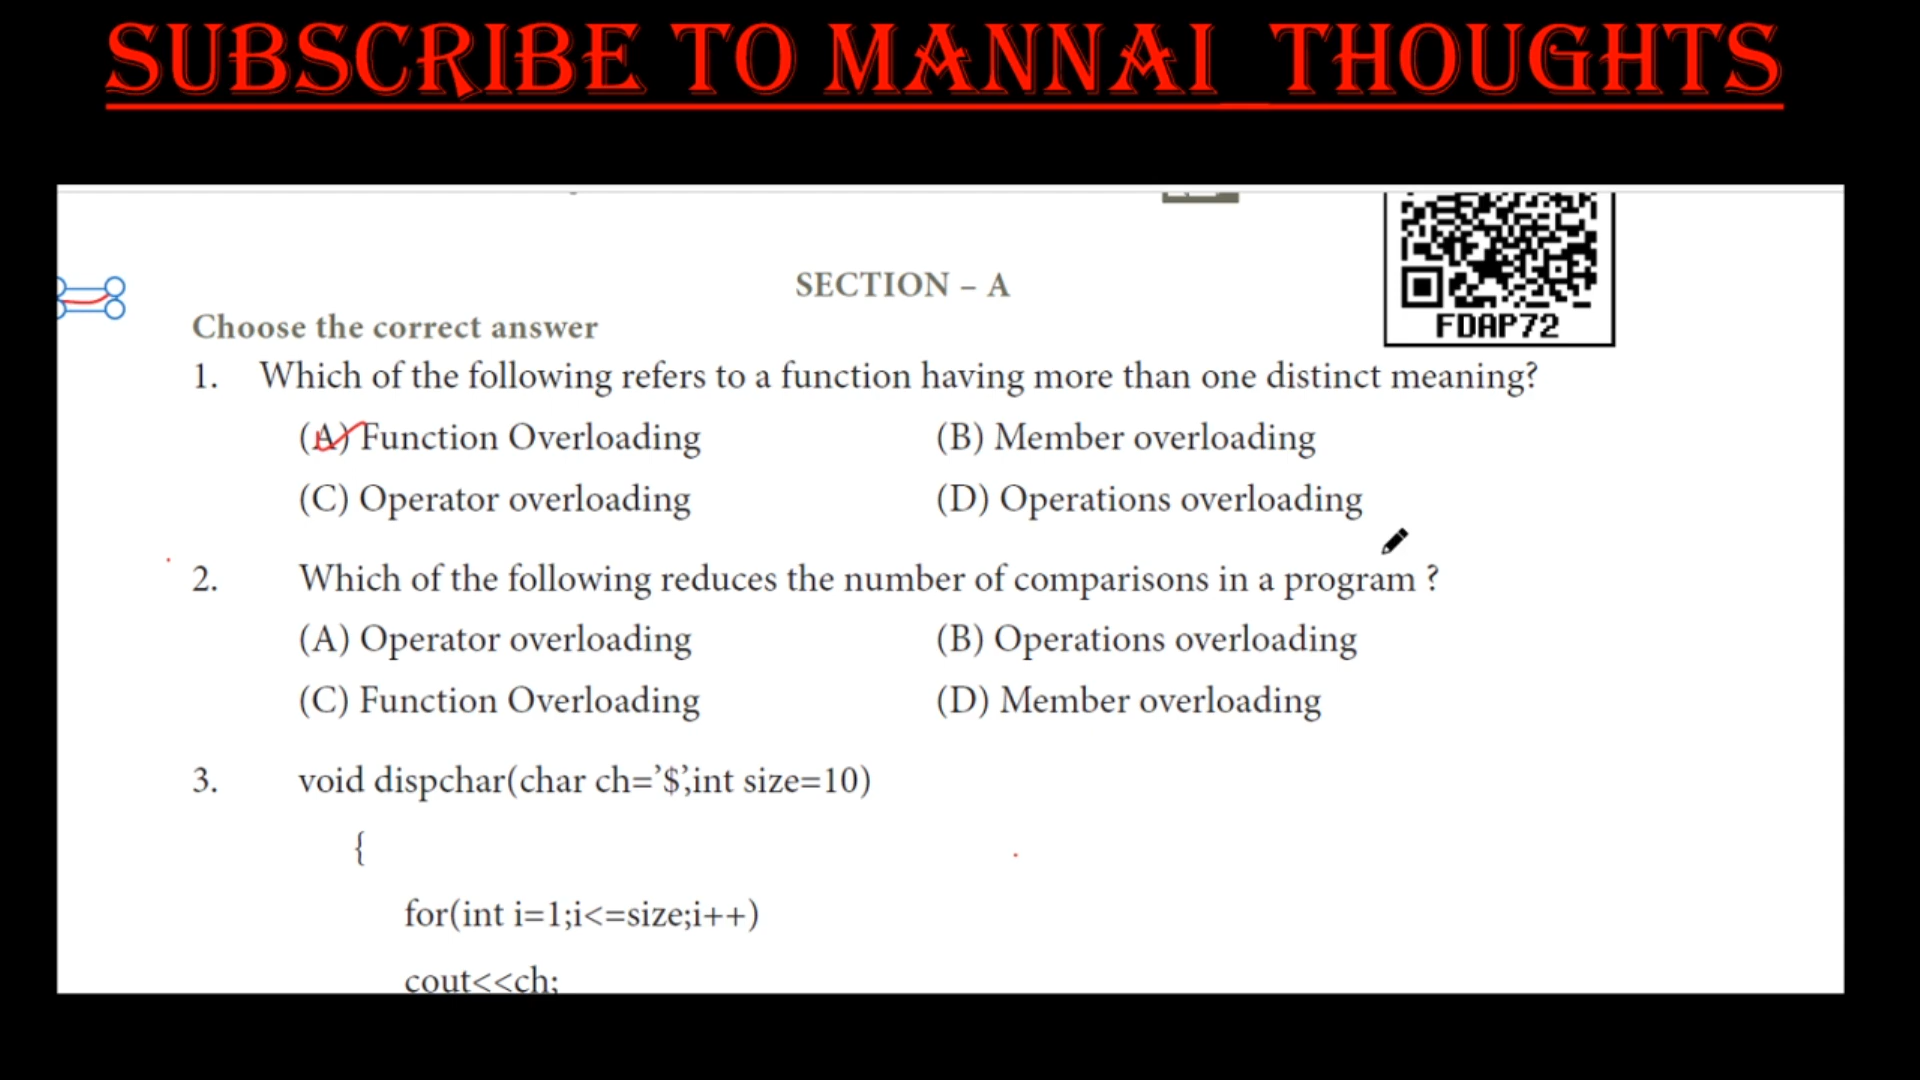 SUBSCRIBE TO MANNAI_THOUGHTS
FDAP72
SECTION – A
Choose the correct answer
1. Which of the following refers to a function having more than one distinct meaning?
(A) Function Overloading (B) Member overloading
(C) Operator overloading (D) Operations overloading
2. Which of the following reduces the number of comparisons in a program ?
(A) Operator overloading (B) Operations overloading
(C) Function Overloading (D) Member overloading
3. void dispchar(char ch=’$’,int size=10)
{
for(int i=1;i<=size;i++)
cout<<ch;